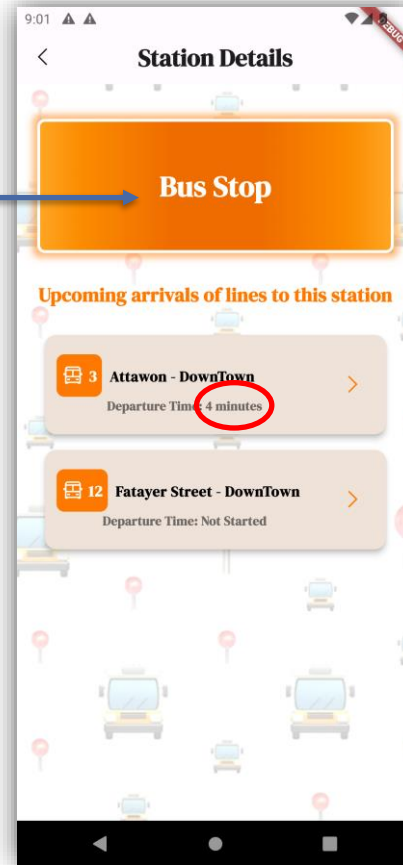 9:01
DEBUG
Station Details
Bus Stop
Upcoming arrivals of lines to this station
3 Attawon - DownTown
Departure Time: 4 minutes
12 Fatayer Street - DownTown
Departure Time: Not Started